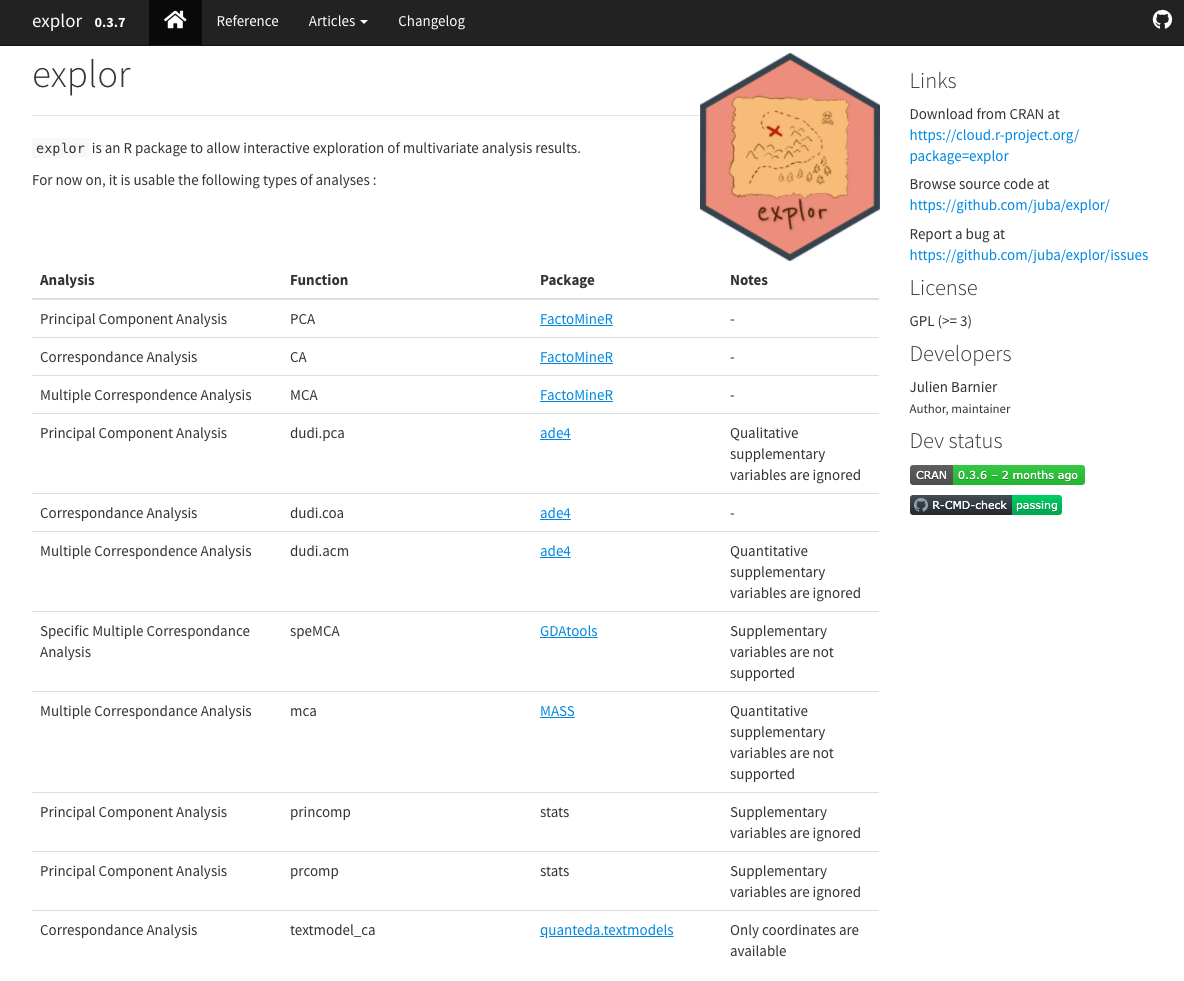 explor 0.3.7 Reference Articles Changelog
explor
explor is an R package to allow interactive exploration of multivariate analysis results.
For now on, it is usable the following types of analyses :
explor
Analysis Function Package Notes
Principal Component Analysis PCA FactoMineR -
Correspondance Analysis CA FactoMineR -
Multiple Correspondence Analysis MCA FactoMineR -
Principal Component Analysis dudi.pca ade4 Qualitative
supplementary
variables are ignored
Correspondance Analysis dudi.coa ade4 -
Multiple Correspondence Analysis dudi.acm ade4 Quantitative
supplementary
variables are ignored
Specific Multiple Correspondance speMCA GDAtools Supplementary
Analysis variables are not
supported
Multiple Correspondance Analysis mca MASS Quantitative
supplementary
variables are not
supported
Principal Component Analysis princomp stats Supplementary
variables are ignored
Principal Component Analysis prcomp stats Supplementary
variables are ignored
Correspondance Analysis textmodel_ca quanteda.textmodels Only coordinates are
available
Links
Download from CRAN at
https://cloud.r-project.org/
package=explor
Browse source code at
https://github.com/juba/explor/
Report a bug at
https://github.com/juba/explor/issues
License
GPL (>= 3)
Developers
Julien Barnier
Author, maintainer
Dev status
CRAN 0.3.6 – 2 months ago
R-CMD-check passing